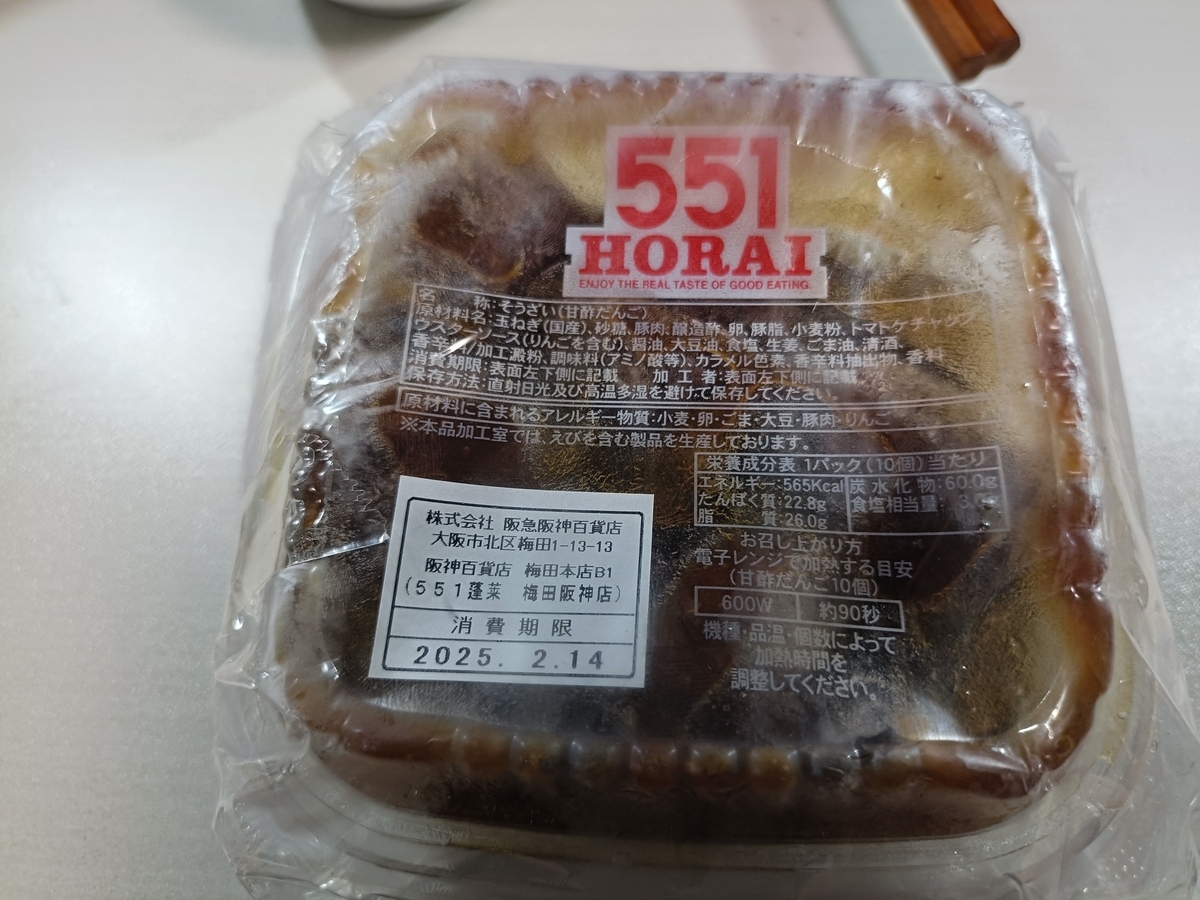 551
HORAI
ENJOY THE REAL TASTE OF GOOD EATING.
名 称:そうざい(甘酢だんご)
原材料名:玉ねぎ(国産)、砂糖、豚肉、醸造酢、卵、豚脂、小麦粉、トマトケチャップ、
ウスターソース(りんごを含む)、醤油、大豆油、食塩、生姜、ごま油、清酒、
香辛料/加工澱粉、調味料(アミノ酸等)、カラメル色素、香辛料抽出物、香料
消費期限:表面左下側に記載 加工者:表面左下側に記載
保存方法:直射日光及び高温多湿を避けて保存してください。
原材料に含まれるアレルギー物質:小麦・卵・ごま・大豆・豚肉・りんご
※本品加工室では、えびを含む製品を生産しております。
栄養成分表 1パック(10個)当たり
エネルギー:565Kcal 炭水化物:60.0g
たんぱく質:22.8g 食塩相当量:
脂 質:26.0g
お召し上がり方
電子レンジで加熱する目安
(甘酢だんご10個)
600W 約90秒
機種・品温・個数によって
加熱時間を
調整してください。
株式会社 阪急阪神百貨店
大阪市北区梅田1-13-13
阪神百貨店 梅田本店B1
(551蓬莱 梅田阪神店)
消費期限
2025. 2.14